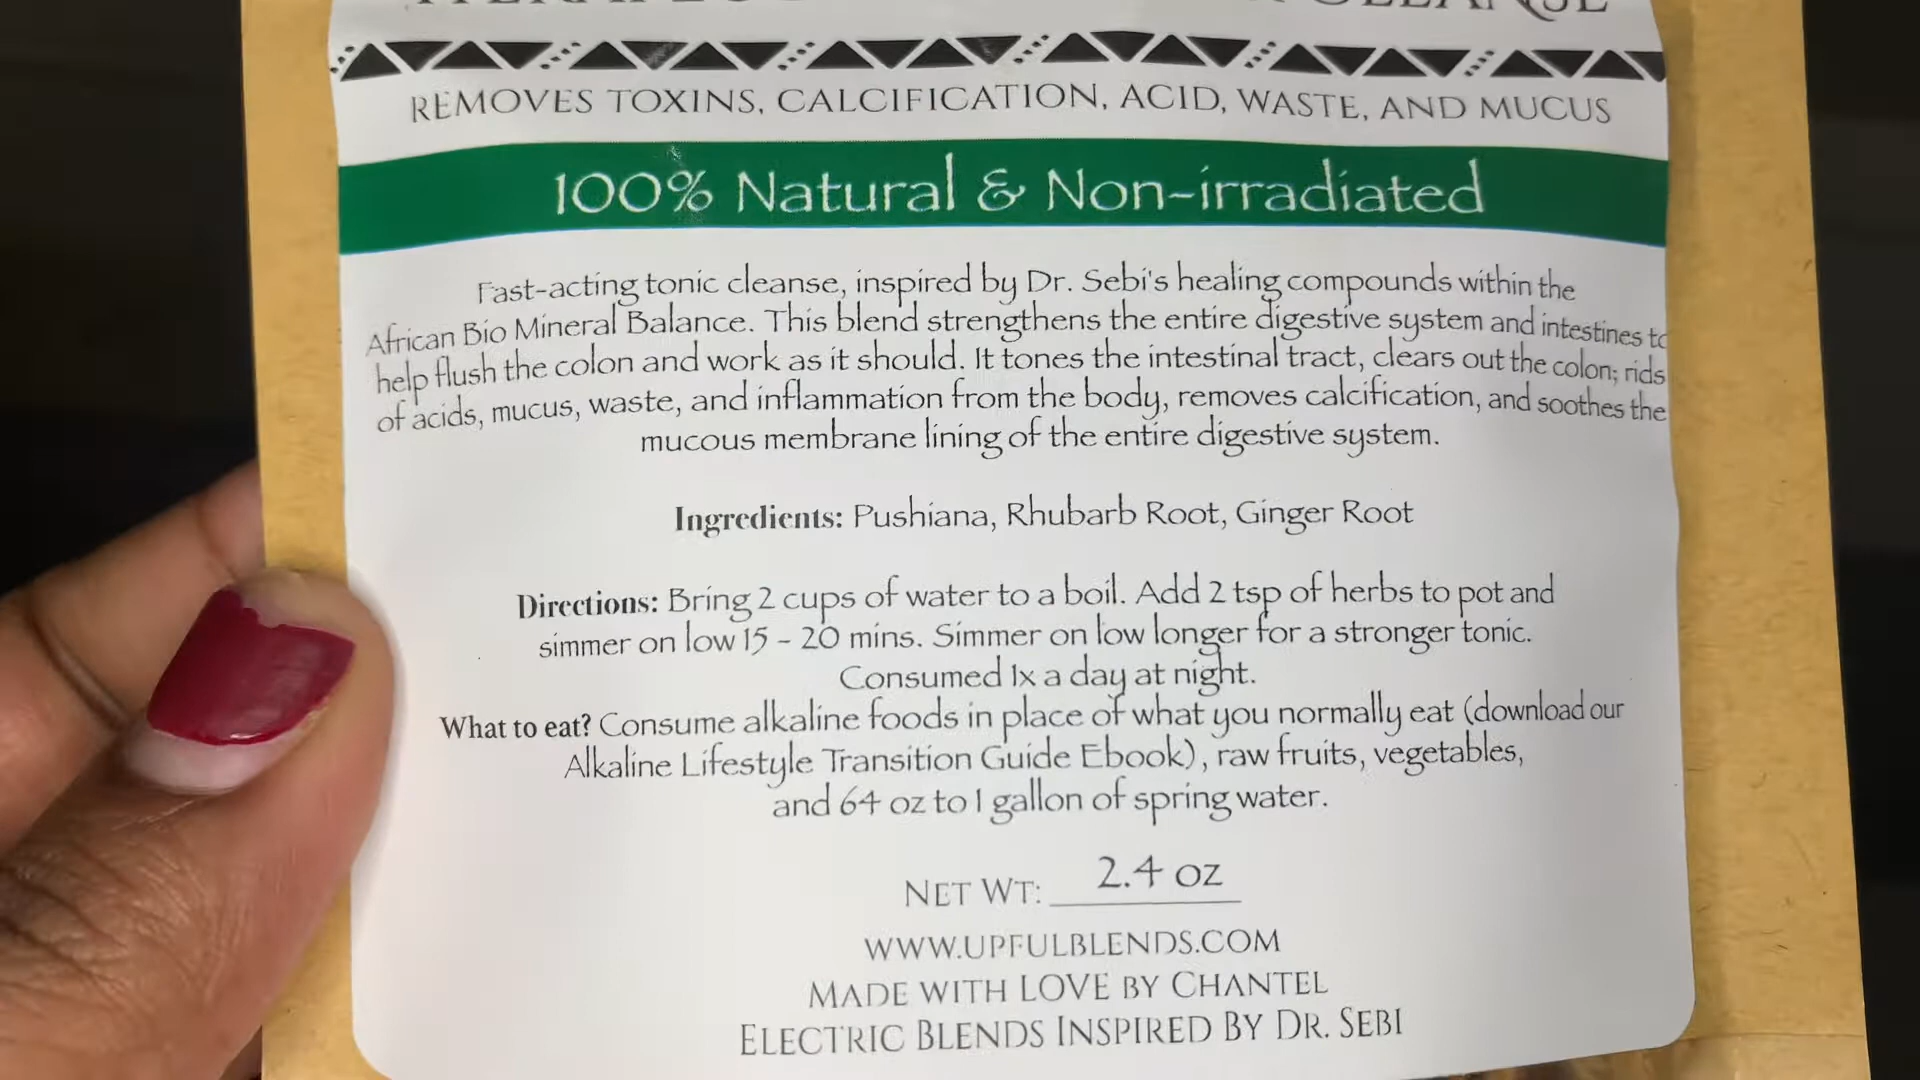 REMOVES TOXINS, CALCIFICATION, ACID, WASTE, AND MUCUS
100% Natural & Non-irradiated
Fast-acting tonic cleanse, inspired by Dr. Sebi's healing compounds within the
African Bio Mineral Balance. This blend strengthens the entire digestive system and intestines to
help flush the colon and work as it should. It tones the intestinal tract, clears out the colon; rids
of acids, mucus, waste, and inflammation from the body, removes calcification, and soothes the
mucous membrane lining of the entire digestive system.
Ingredients: Pushiana, Rhubarb Root, Ginger Root
Directions: Bring 2 cups of water to a boil. Add 2 tsp of herbs to pot and
simmer on low 15 - 20 mins. Simmer on low longer for a stronger tonic.
Consumed 1x a day at night.
What to eat? Consume alkaline foods in place of what you normally eat (download our
Alkaline Lifestyle Transition Guide Ebook), raw fruits, vegetables,
and 64 oz to 1 gallon of spring water.
NET WT: 2.4 oz
WWW.UPFULBLENDS.COM
MADE WITH LOVE BY CHANTEL
ELECTRIC BLENDS INSPIRED BY DR. SEBI